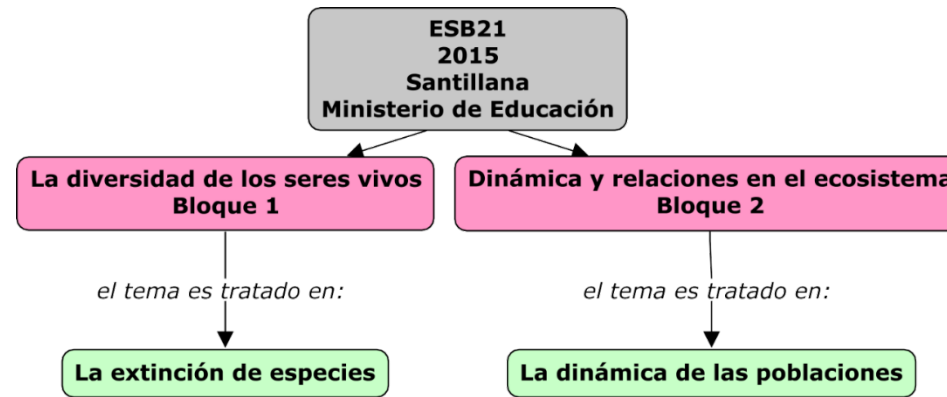 ESB21
2015
Santillana
Ministerio de Educación
La diversidad de los seres vivos
Bloque 1
Dinámica y relaciones en el ecosistema
Bloque 2
el tema es tratado en:
el tema es tratado en:
La extinción de especies
La dinámica de las poblaciones